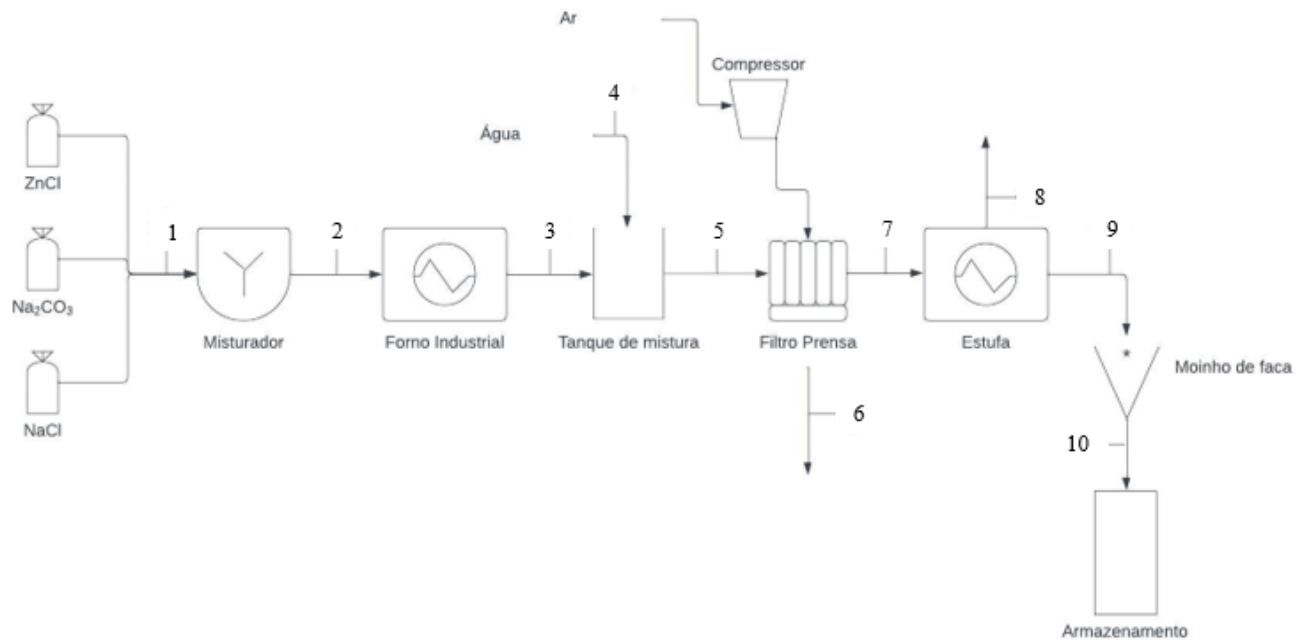 Ar
Compressor
4
Água
ZnCl
8
1
2
3
5
7
9
Na₂CO₃
Misturador
Forno Industrial
Tanque de mistura
Filtro Prensa
Estufa
*
Moinho de faca
6
NaCl
10
Armazenamento